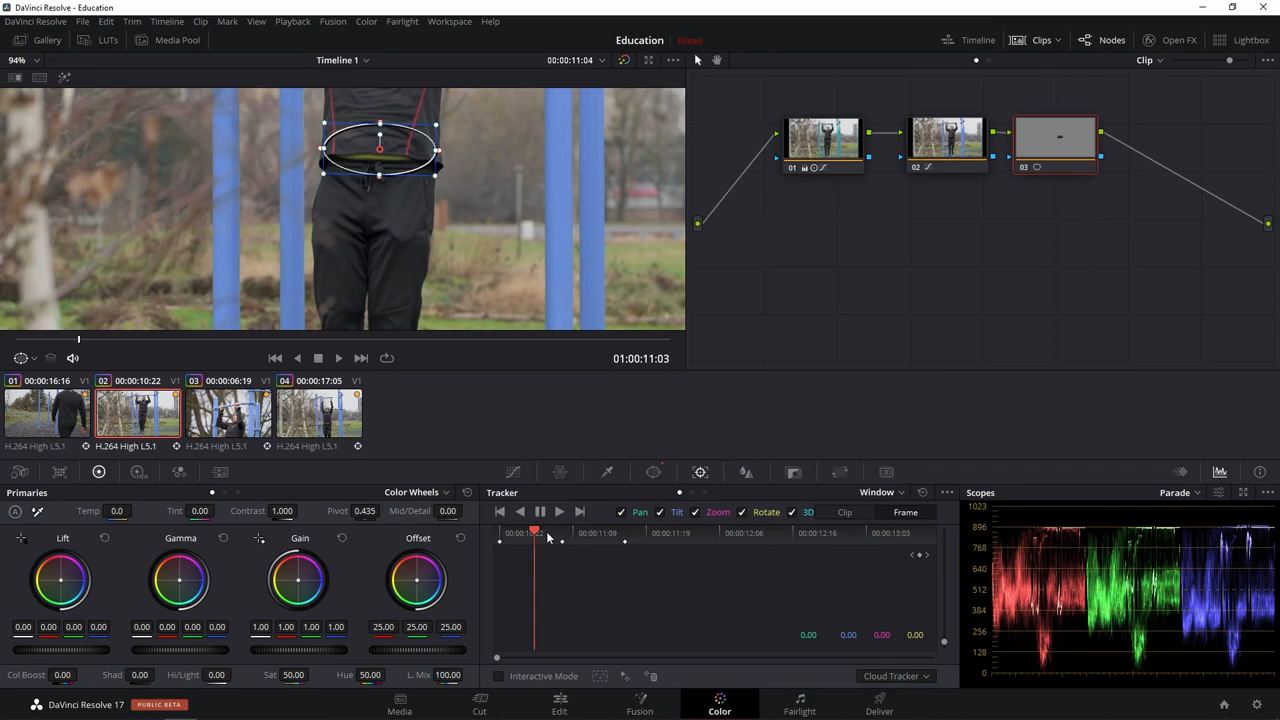 DaVinci Resolve - Education
DaVinci Resolve File Edit Trim Timeline Clip Mark View Playback Fusion Color Fairlight Workspace Help
Gallery LUTs Media Pool Education Edited Timeline Clips Nodes Open FX Lightbox
94% Timeline 1 00:00:11:04 Clip
01 02 03
01:00:11:03
01 00:00:16:16 V1 02 00:00:10:22 V1 03 00:00:06:19 V1 04 00:00:17:05 V1
H.264 High L5.1 H.264 High L5.1 H.264 High L5.1 H.264 High L5.1
Primaries Color Wheels Tracker Window Scopes Parade
Temp 0.0 Tint 0.00 Contrast 1.000 Pivot 0.435 Mid/Detail 0.00 Pan Tilt Zoom Rotate 3D Clip Frame
Lift Gamma Gain Offset
00:00:10:22 00:00:11:09 00:00:11:19 00:00:12:06 00:00:12:16 00:00:13:03
1023
896
768
640
512
384
256
128
0
0.00 0.00 0.00 0.00 0.00 0.00 0.00 0.00 1.00 1.00 1.00 1.00 25.00 25.00 25.00
0.00 0.00 0.00 0.00
Col Boost 0.00 Shad 0.00 Hi/Light 0.00 Sat 50.00 Hue 50.00 L. Mix 100.00 Interactive Mode Cloud Tracker
DaVinci Resolve 17 PUBLIC BETA Media Cut Edit Fusion Color Fairlight Deliver